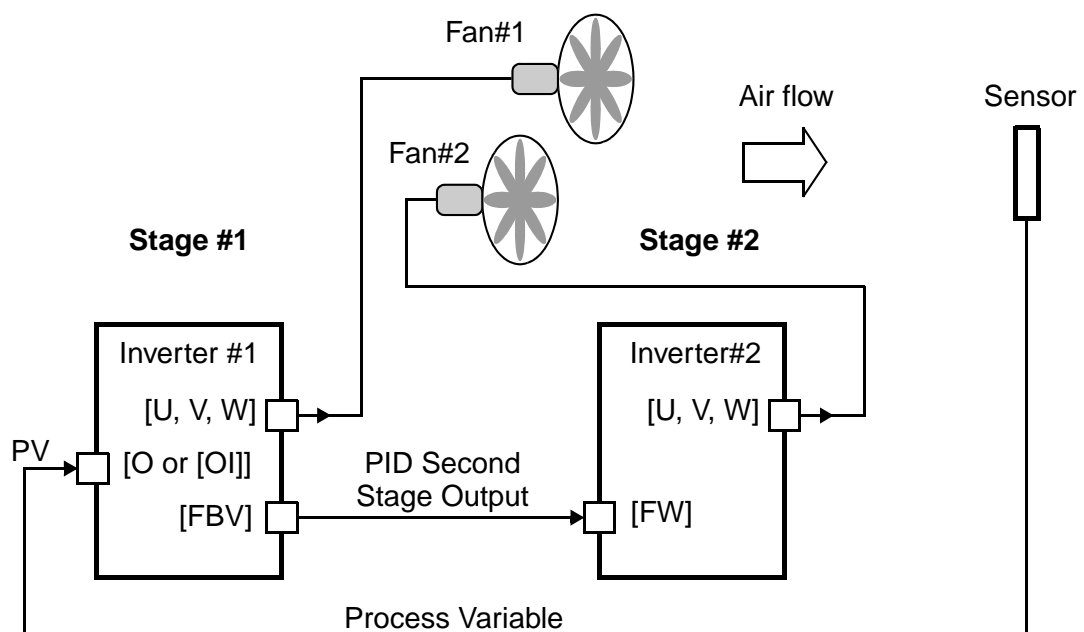 Fan#1
Air flow
Sensor
Fan#2
Stage #1
Stage #2
Inverter #1
Inverter#2
[U, V, W]
[U, V, W]
PV
[O or [OI]]
PID Second
Stage Output
[FBV]
[FW]
Process Variable